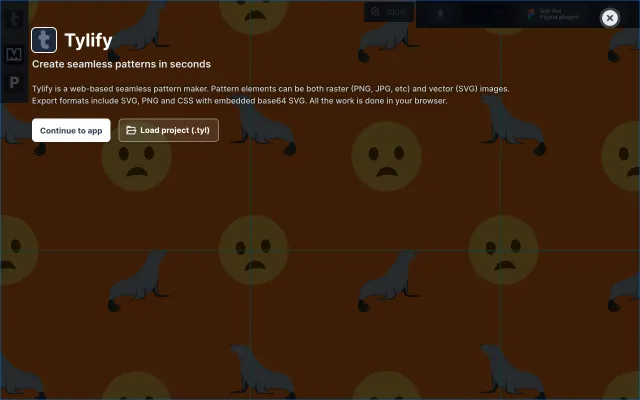 t
100%
Get the
Figma plugin!
t
Tylify
M
Create seamless patterns in seconds
P
Tylify is a web-based seamless pattern maker. Pattern elements can be both raster (PNG, JPG, etc) and vector (SVG) images.
Export formats include SVG, PNG and CSS with embedded base64 SVG. All the work is done in your browser.
Continue to app
Load project (.tyl)